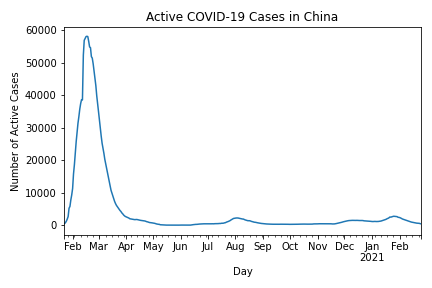 Active COVID-19 Cases in China
60000
50000
40000
30000
20000
10000
0
Number of Active Cases
Feb Mar Apr May Jun Jul Aug Sep Oct Nov Dec Jan Feb
2021
Day